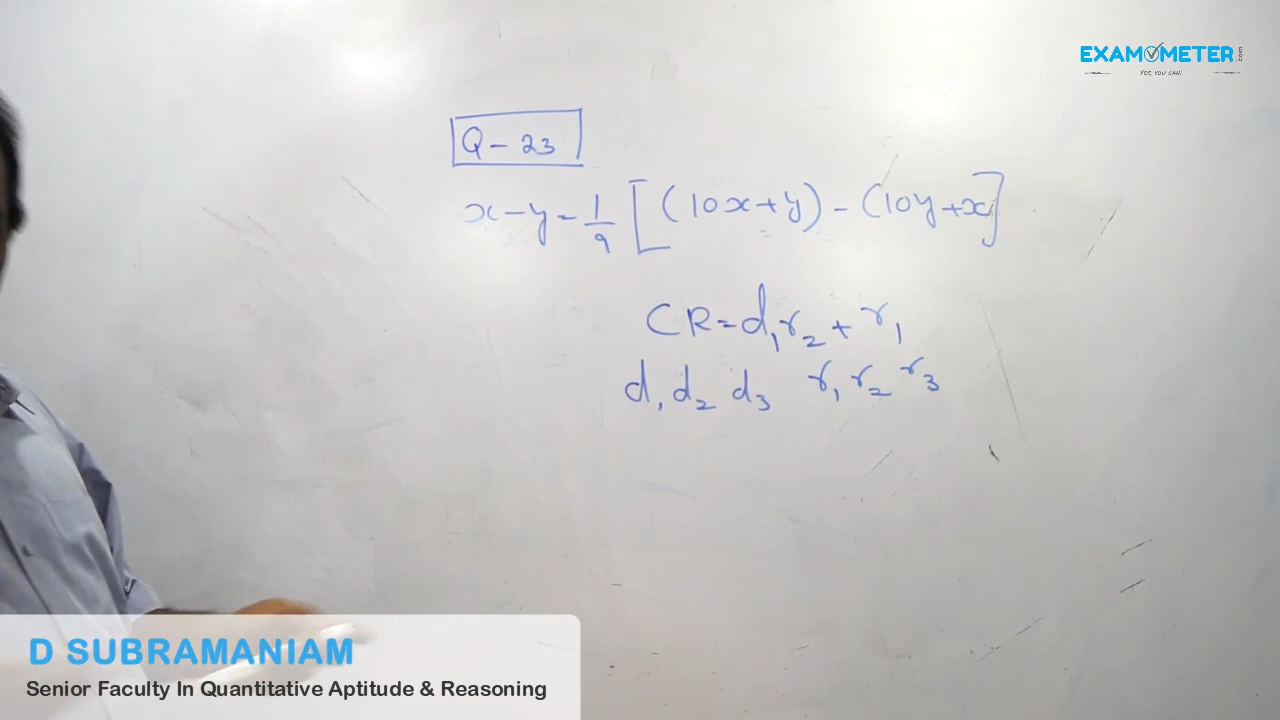 EXAMOMETER.com
YES, YOU CAN!
Q - 23
x - y = 1/9 [(10x + y) - (10y + x]
CR = d₁r₂ + r₁
d₁ d₂ d₃ r₁ r₂ r₃
D SUBRAMANIAM
Senior Faculty In Quantitative Aptitude & Reasoning